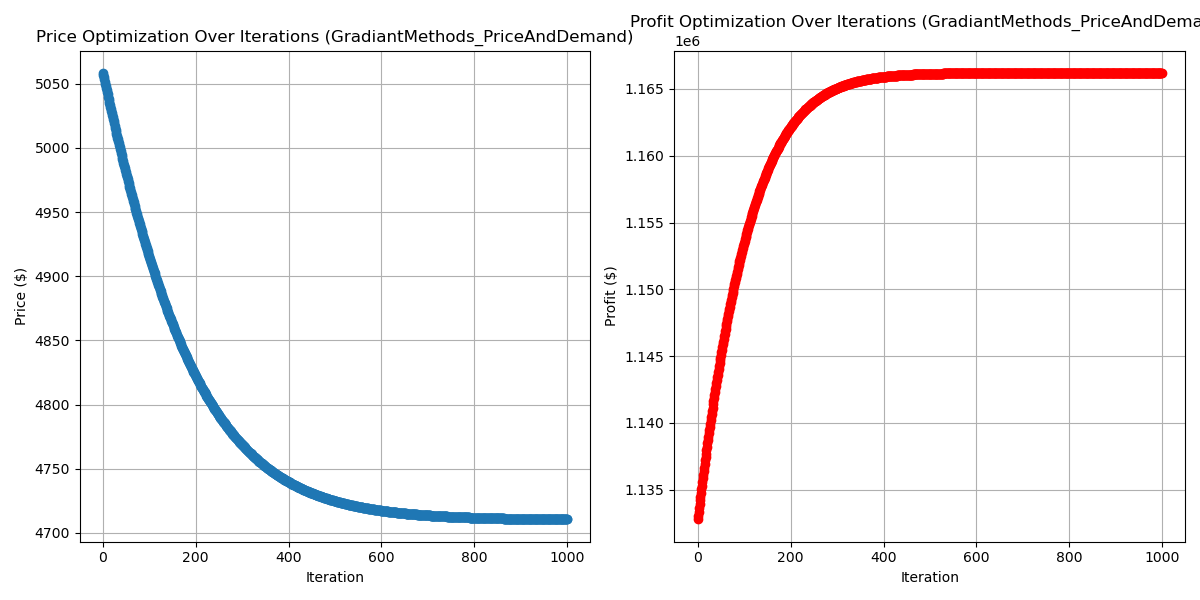 Price Optimization Over Iterations (GradiantMethods_PriceAndDemand)
5050
5000
4950
4900
4850
4800
4750
4700
Price ($)
0 200 400 600 800 1000
Iteration
Profit Optimization Over Iterations (GradiantMethods_PriceAndDema
1e6
1.165
1.160
1.155
1.150
1.145
1.140
1.135
Profit ($)
0 200 400 600 800 1000
Iteration